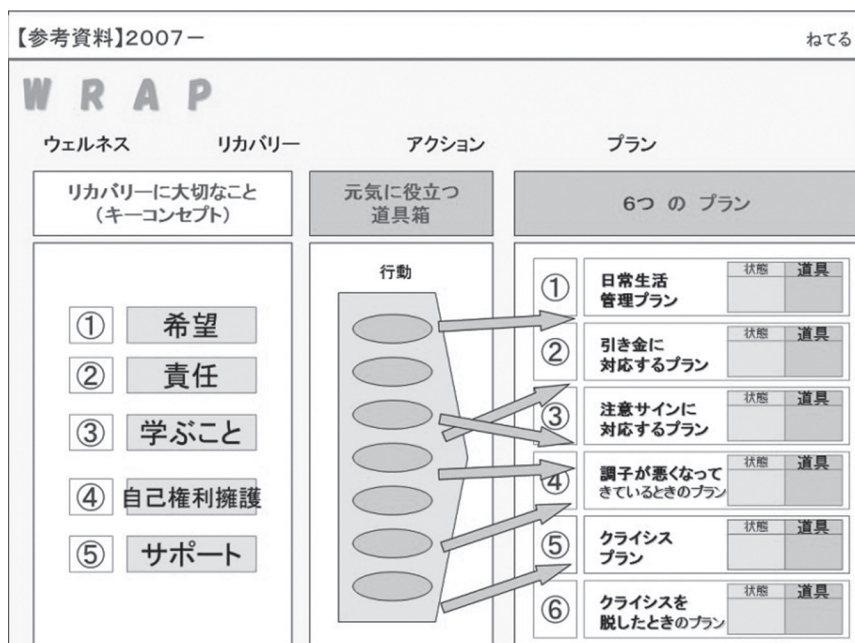 【参考資料】2007－
ねてる
WRAP
ウェルネス リカバリー アクション プラン
リカバリーに大切なこと
（キーコンセプト）
① 希望
② 責任
③ 学ぶこと
④ 自己権利擁護
⑤ サポート
元気に役立つ
道具箱
行動
6つ の プラン
① 日常生活
管理プラン
状態 道具
② 引き金に
対応するプラン
状態 道具
③ 注意サインに
対応するプラン
状態 道具
④ 調子が悪くなって
きているときのプラン
状態 道具
⑤ クライシス
プラン
状態 道具
⑥ クライシスを
脱したときのプラン
状態 道具